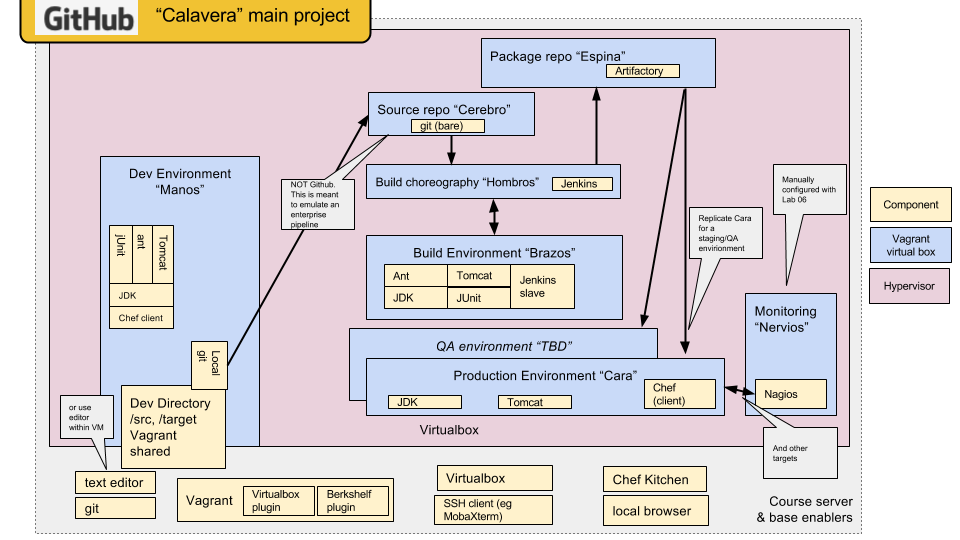 GitHub
“Calavera” main project
Package repo “Espina”
Artifactory
Source repo “Cerebro”
git (bare)
Dev Environment
“Manos”
jUnit
ant
Tomcat
JDK
Chef client
Local
git
NOT Github.
This is meant
to emulate an
enterprise
pipeline
Build choreography “Hombros”
Jenkins
Manually
configured with
Lab 06
Replicate Cara
for a
staging/QA
envirionment
Build Environment “Brazos”
Ant
Tomcat
Jenkins
slave
JDK
JUnit
Component
Vagrant
virtual box
Hypervisor
Monitoring
“Nervios”
Nagios
QA environment “TBD”
Production Environment “Cara”
JDK
Tomcat
Chef
(client)
Virtualbox
or use
editor
within VM
Dev Directory
/src, /target
Vagrant
shared
And other
targets
text editor
git
Vagrant
Virtualbox
plugin
Berkshelf
plugin
Virtualbox
SSH client (eg
MobaXterm)
Chef Kitchen
local browser
Course server
& base enablers